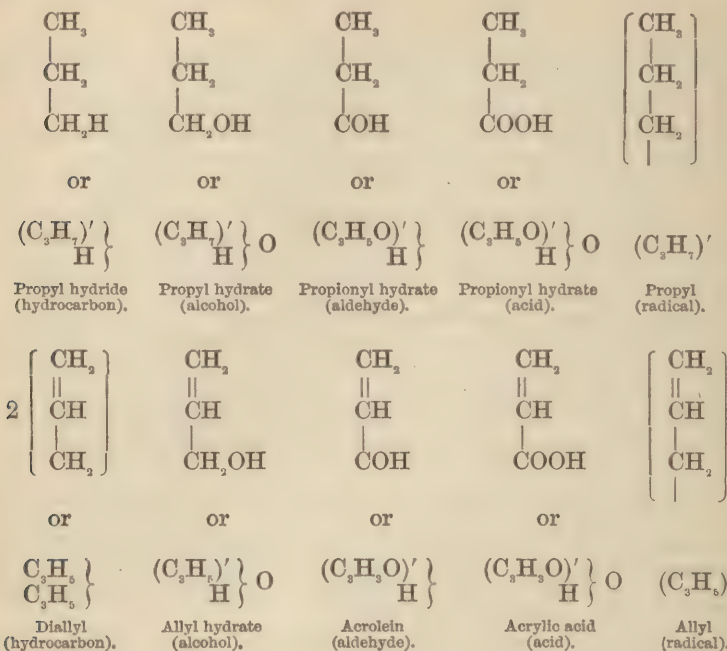 CH₃ CH₃ CH₃ CH₃ CH₃
CH₂ CH₂ CH₂ CH₂ CH₂
CH₂H CH₂OH COH COOH CH₂
or or or or
(C₃H₇)′ (C₃H₇)′ (C₃H₅O)′ (C₃H₅O)′ (C₃H₇)′
H} H} O H} H} O
Propyl hydride Propyl hydrate Propionyl hydrate Propionyl hydrate Propyl
(hydrocarbon). (alcohol). (aldehyde). (acid). (radical).
CH₂ CH₂ CH₂ CH₂ CH₂
|| || || || ||
2 CH CH CH CH CH
CH₂ CH₂OH COH COOH CH₂
or or or or
C₃H₅ (C₃H₅)′ (C₃H₃O)′ (C₃H₃O)′ (C₃H₅)
C₃H₅} H} O H} H} O
Diallyl Allyl hydrate Acrolein Acrylic acid Allyl
(hydrocarbon). (alcohol). (aldehyde). (acid). (radical).